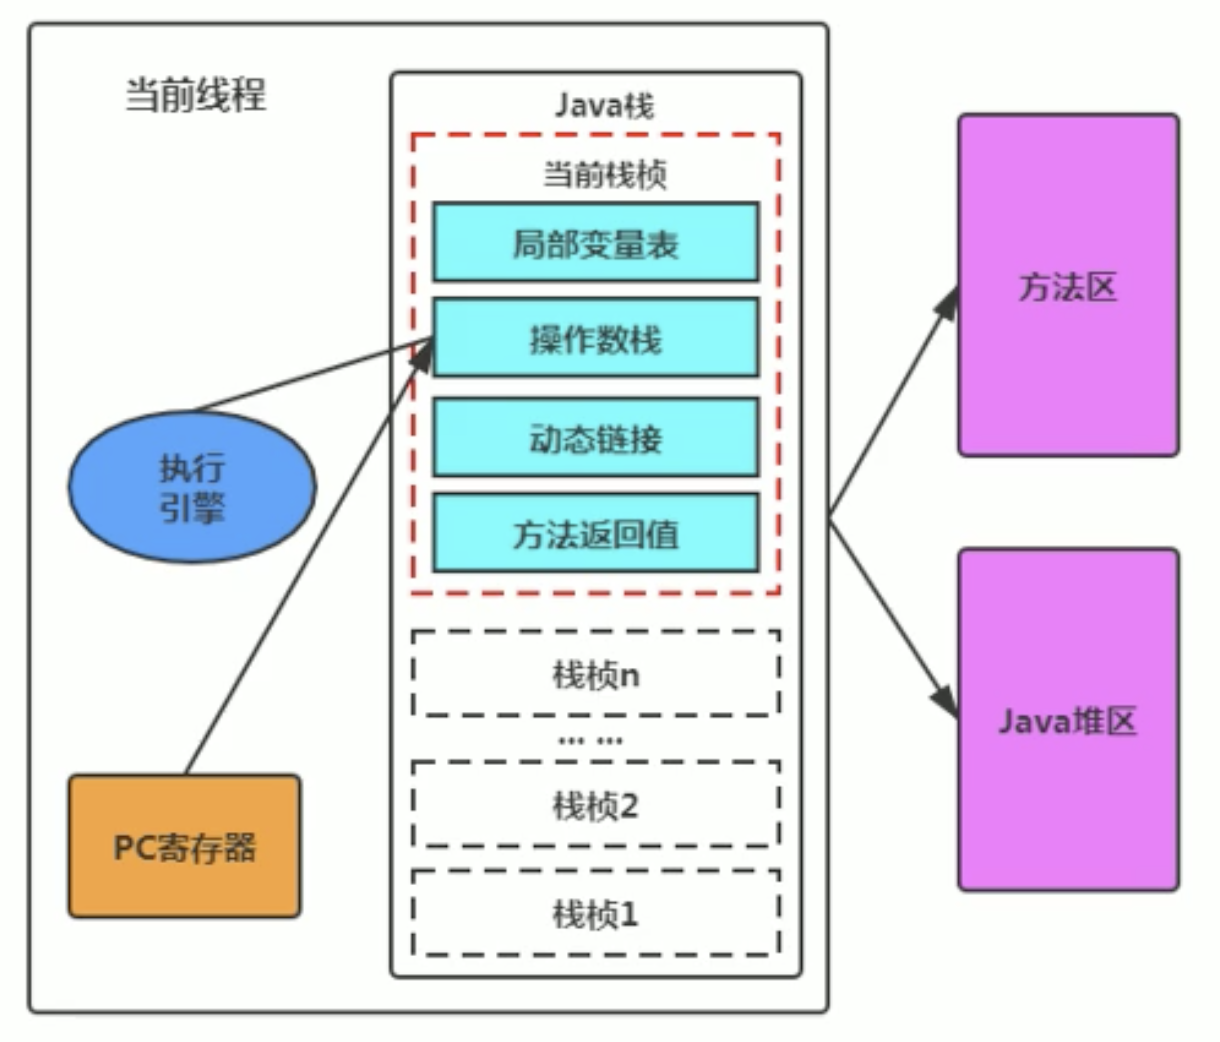 当前线程
Java栈
当前栈桢
局部变量表
操作数栈
动态链接
方法返回值
执行
引擎
PC寄存器
栈桢n
... ...
栈桢2
栈桢1
方法区
Java堆区